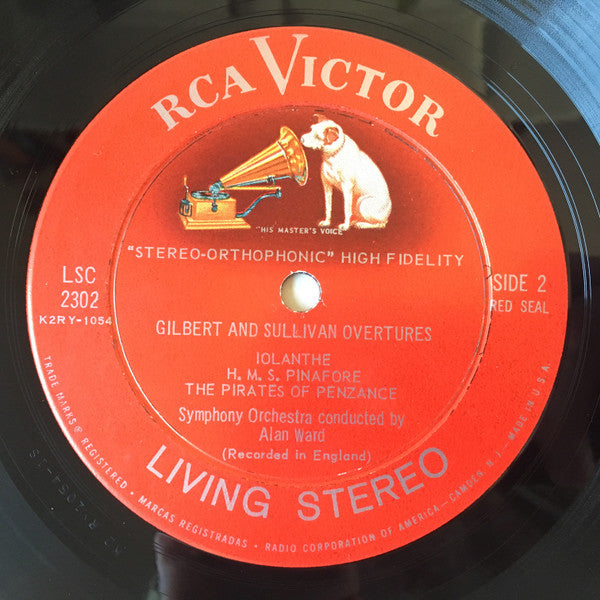 RCA VICTOR
"HIS MASTER'S VOICE"
"STEREO-ORTHOPHONIC" HIGH FIDELITY
LSC
2302
K2RY-1054
SIDE 2
RED SEAL
GILBERT AND SULLIVAN OVERTURES
IOLANTHE
H. M. S. PINAFORE
THE PIRATES OF PENZANCE
Symphony Orchestra conducted by
Alan Ward
(Recorded in England)
LIVING STEREO
TRADE MARKS ® REGISTERED • MARCAS REGISTRADAS • RADIO CORPORATION OF AMERICA—CAMDEN, N. J. • MADE IN U.S.A.